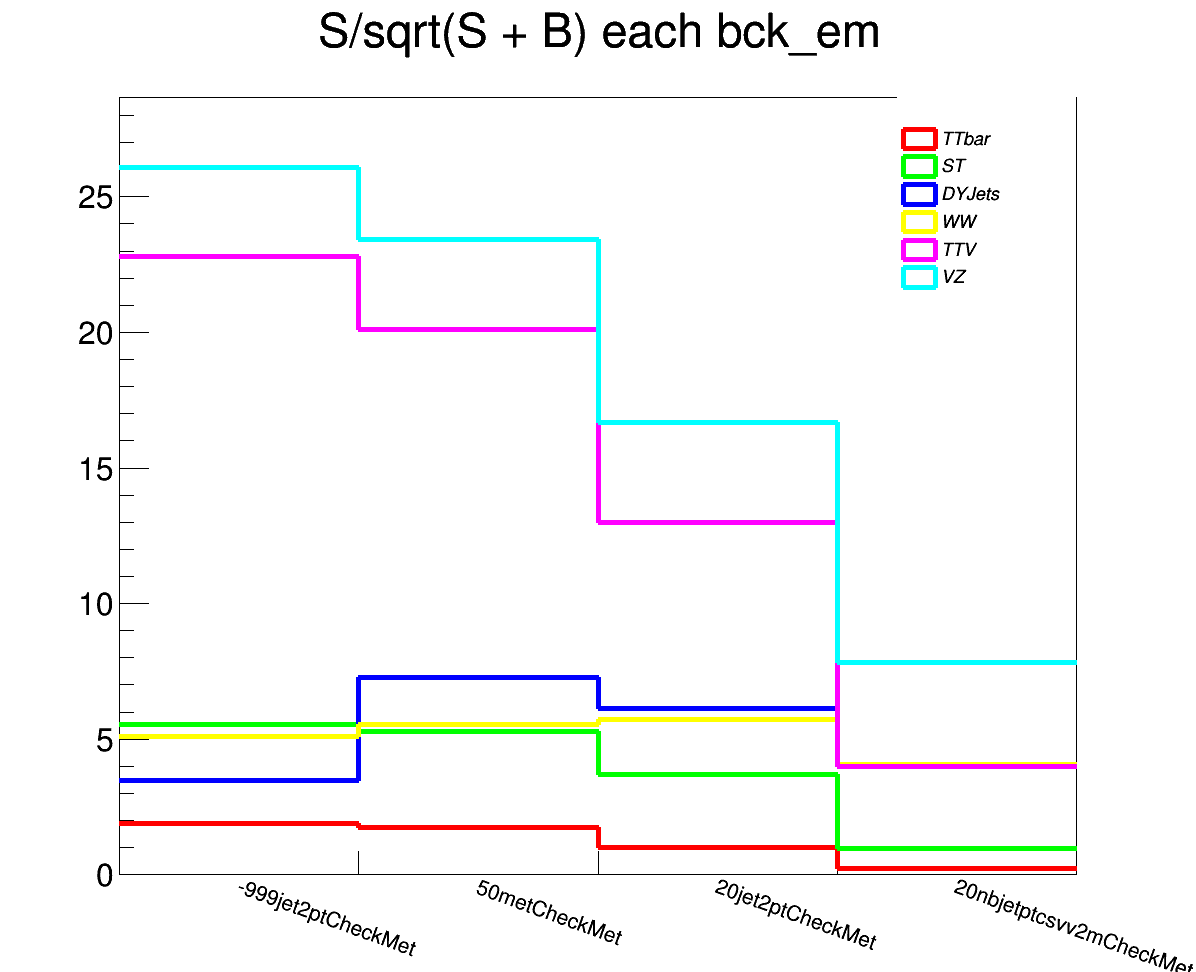 S/sqrt(S + B) each bck_em
TTbar
ST
DYJets
WW
TTV
VZ
25
20
15
10
5
0
-999jet2ptCheckMet
50metCheckMet
20jet2ptCheckMet
20nbjetptcsvv2mCheckMet